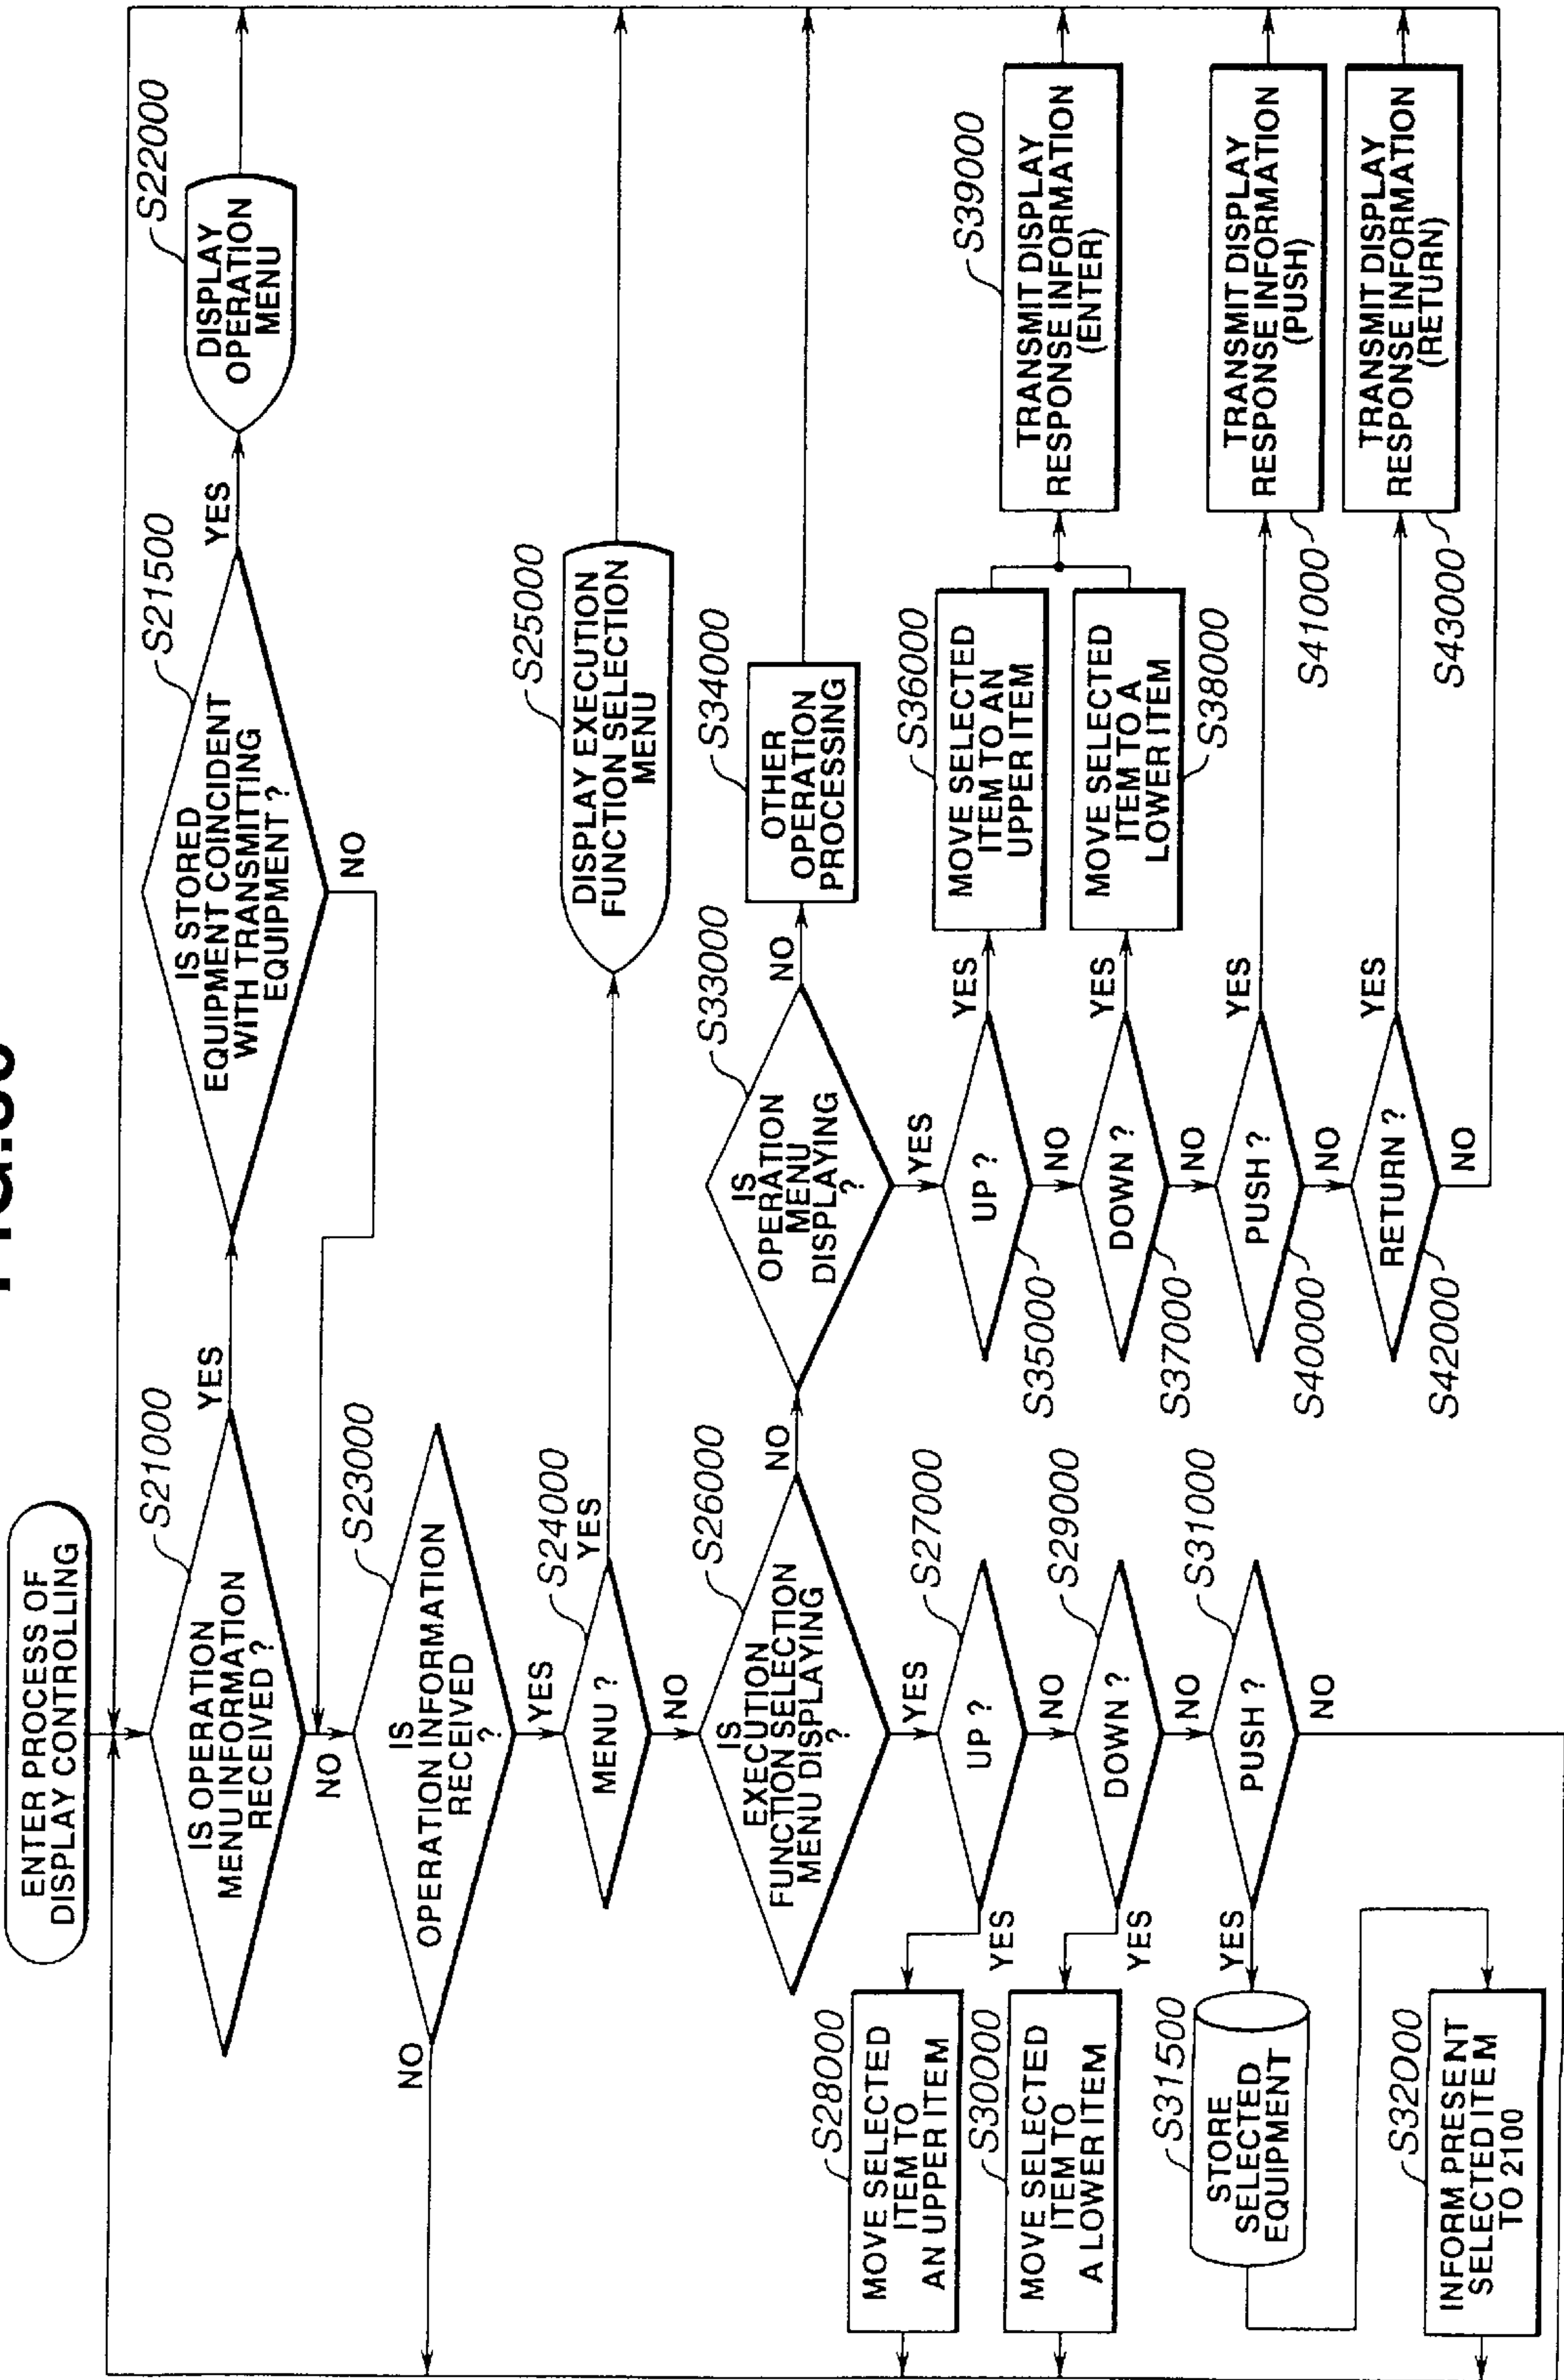 ENTER PROCESS OF
DISPLAY CONTROLLING
S21000
IS OPERATION
MENU INFORMATION
RECEIVED ?
YES
NO
S21500
IS STORED
EQUIPMENT COINCIDENT
WITH TRANSMITTING
EQUIPMENT ?
YES
NO
S22000
DISPLAY
OPERATION
MENU
S23000
IS
OPERATION INFORMATION
RECEIVED
?
NO
YES
S24000
MENU ?
YES
NO
S25000
DISPLAY EXECUTION
FUNCTION SELECTION
MENU
S26000
IS
EXECUTION
FUNCTION SELECTION
MENU DISPLAYING
?
NO
YES
S27000
UP ?
YES
NO
S28000
MOVE SELECTED
ITEM TO
AN UPPER ITEM
S29000
DOWN ?
YES
NO
S30000
MOVE SELECTED
ITEM TO
A LOWER ITEM
S31000
PUSH ?
YES
NO
S31500
STORE
SELECTED
EQUIPMENT
S32000
INFORM PRESENT
SELECTED ITEM
TO 2100
S33000
IS
OPERATION
MENU
DISPLAYING
?
NO
YES
S34000
OTHER
OPERATION
PROCESSING
S35000
UP ?
YES
NO
S36000
MOVE SELECTED
ITEM TO AN
UPPER ITEM
S37000
DOWN ?
YES
NO
S38000
MOVE SELECTED
ITEM TO A
LOWER ITEM
S39000
TRANSMIT DISPLAY
RESPONSE INFORMATION
(ENTER)
S40000
PUSH ?
YES
NO
S41000
TRANSMIT DISPLAY
RESPONSE INFORMATION
(PUSH)
S42000
RETURN ?
YES
NO
S43000
TRANSMIT DISPLAY
RESPONSE INFORMATION
(RETURN)